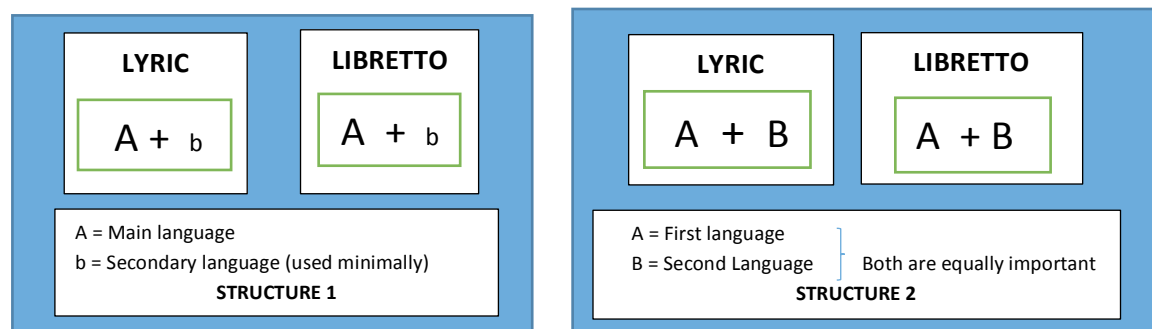 LYRIC
A + b
LIBRETTO
A + b
A = Main language
b = Secondary language (used minimally)
STRUCTURE 1
LYRIC
A + B
LIBRETTO
A + B
A = First language
B = Second Language
Both are equally important
STRUCTURE 2